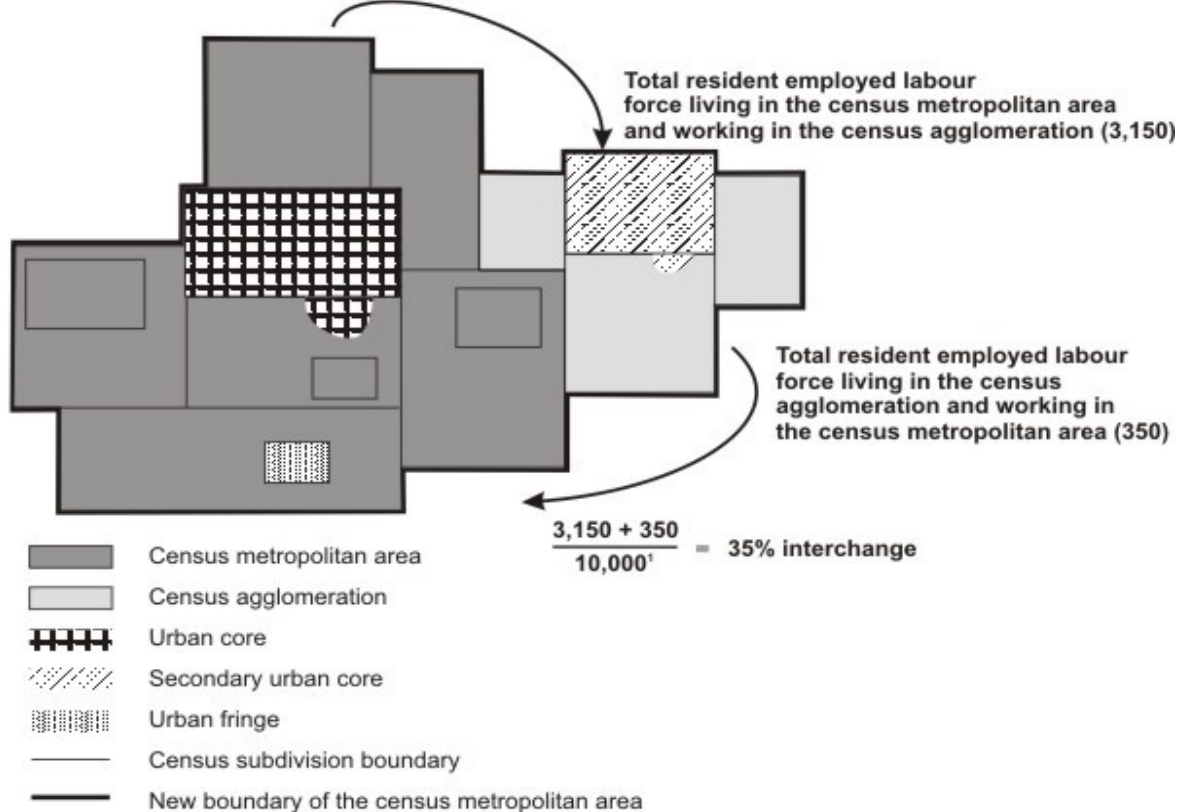 Total resident employed labour
force living in the census metropolitan area
and working in the census agglomeration (3,150)
Total resident employed labour
force living in the census
agglomeration and working in
the census metropolitan area (350)
3,150 + 350
10,000¹
= 35% interchange
Census metropolitan area
Census agglomeration
Urban core
Secondary urban core
Urban fringe
Census subdivision boundary
New boundary of the census metropolitan area